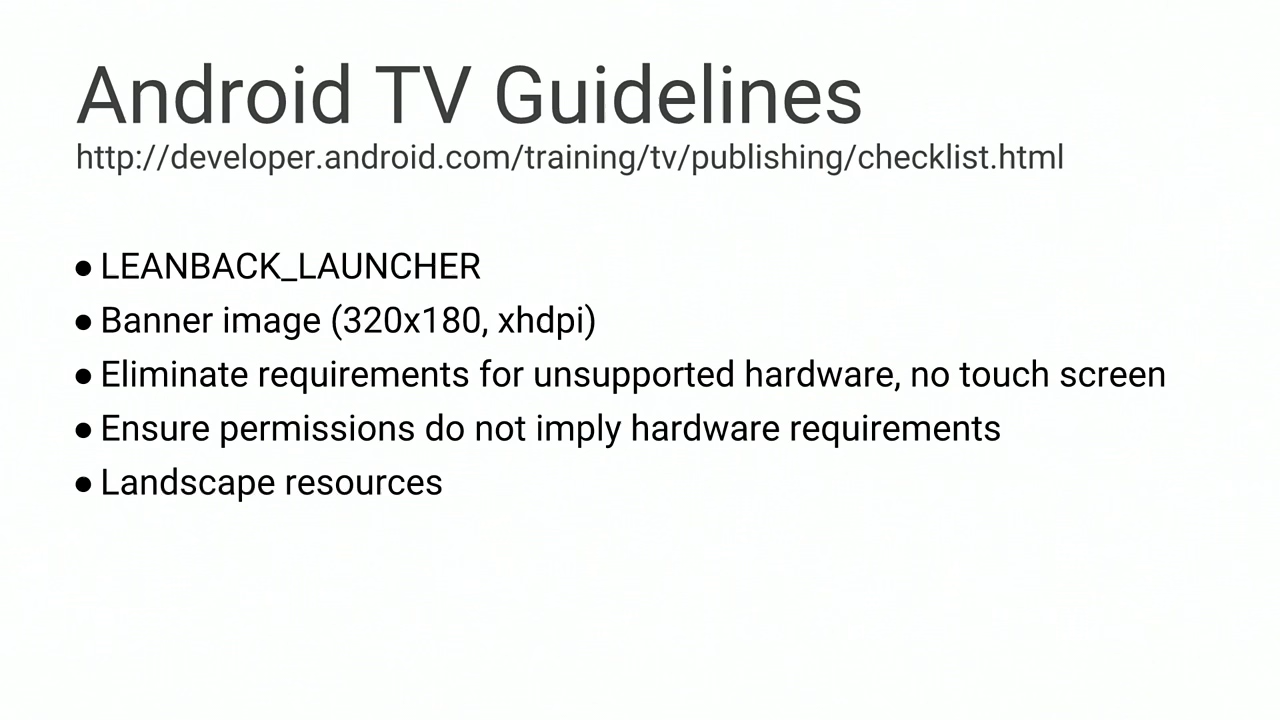 Android TV Guidelines
http://developer.android.com/training/tv/publishing/checklist.html
● LEANBACK_LAUNCHER
● Banner image (320x180, xhdpi)
● Eliminate requirements for unsupported hardware, no touch screen
● Ensure permissions do not imply hardware requirements
● Landscape resources